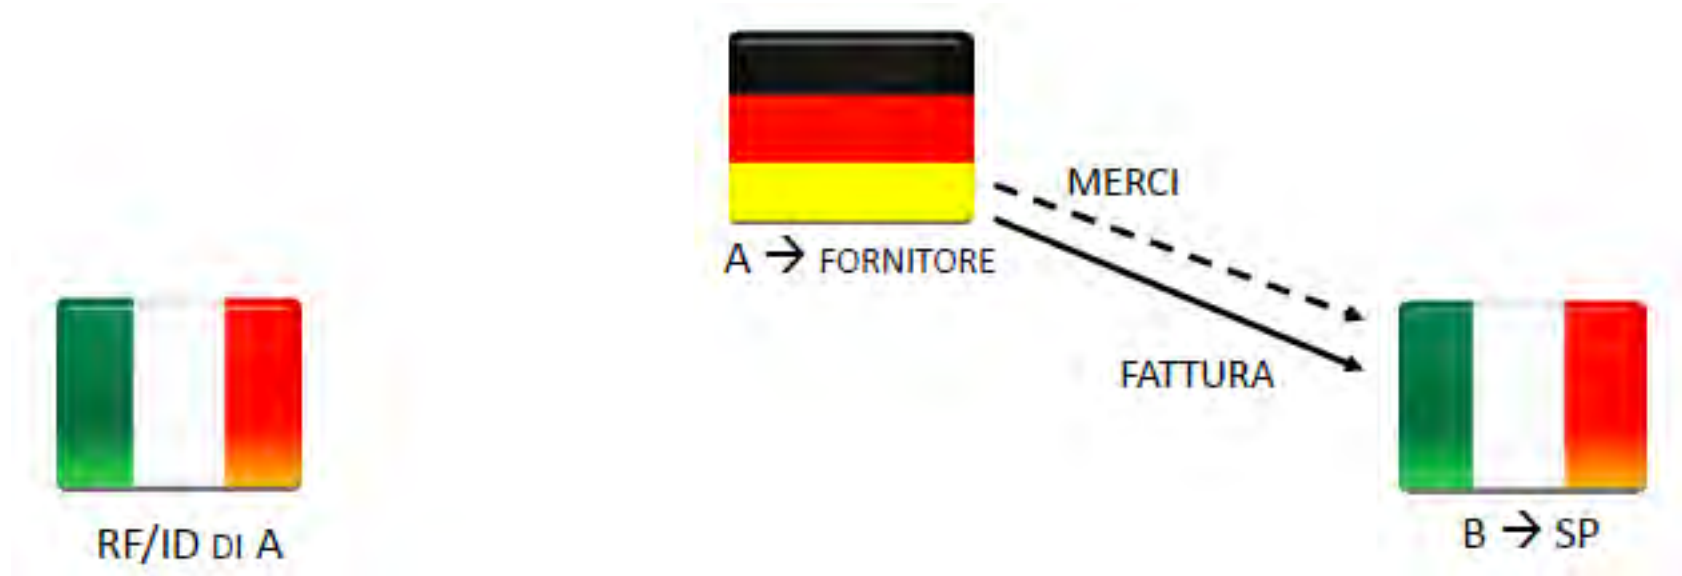 MERCI
A → FORNITORE
FATTURA
RF/ID DI A
B → SP